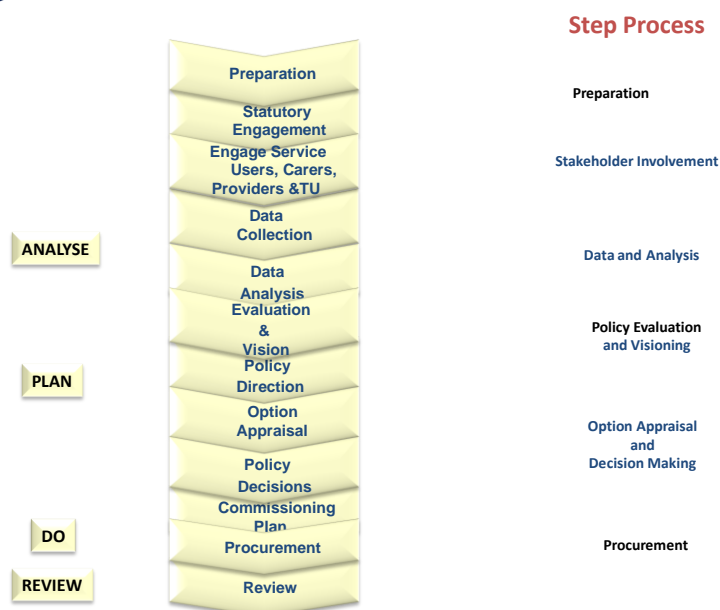 Step Process
Preparation
Preparation
Statutory
Engagement
Engage Service
Users, Carers,
Providers &TU
Stakeholder Involvement
Data
Collection
ANALYSE
Data and Analysis
Data
Analysis
Evaluation
&
Vision
Policy Evaluation
and Visioning
PLAN
Policy
Direction
Option
Appraisal
Option Appraisal
and
Decision Making
Policy
Decisions
Commissioning
Plan
DO
Procurement
Procurement
REVIEW
Review